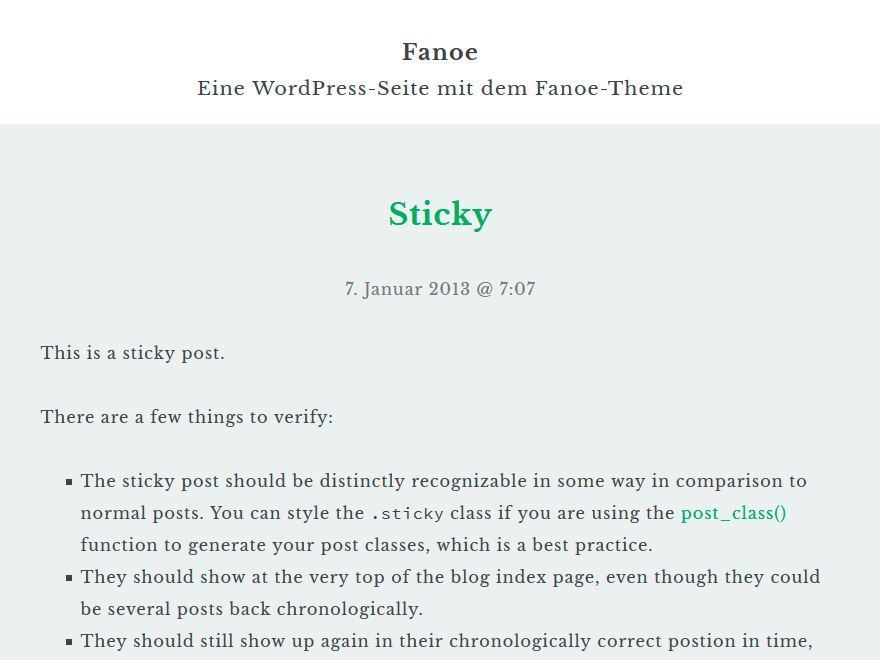 Fanoe
Eine WordPress-Seite mit dem Fanoe-Theme
Sticky
7. Januar 2013 @ 7:07
This is a sticky post.
There are a few things to verify:
The sticky post should be distinctly recognizable in some way in comparison to
normal posts. You can style the .sticky class if you are using the post_class()
function to generate your post classes, which is a best practice.
They should show at the very top of the blog index page, even though they could
be several posts back chronologically.
They should still show up again in their chronologically correct postion in time,